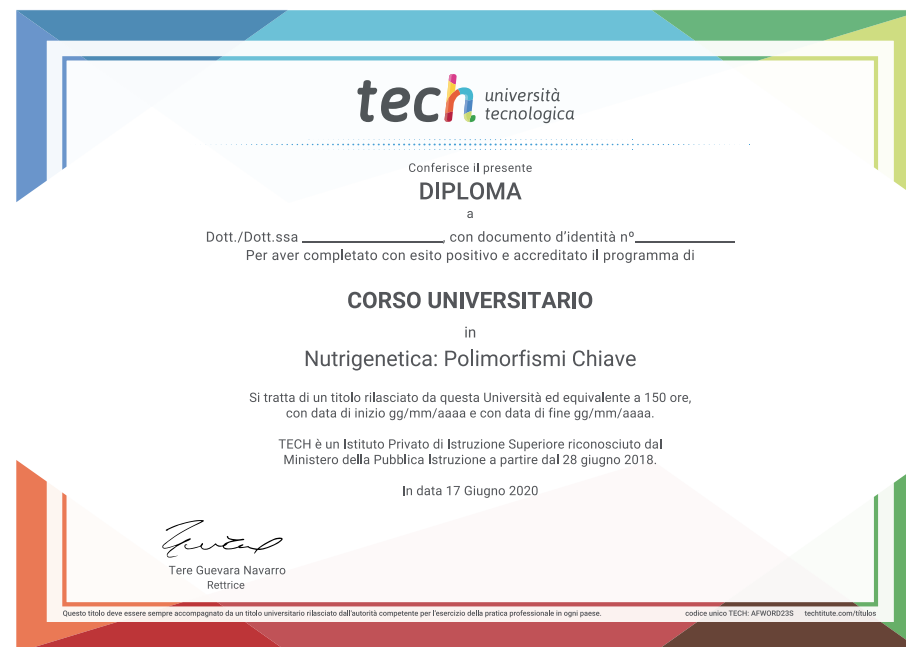 tech università
tecnologica
Conferisce il presente
DIPLOMA
a
Dott./Dott.ssa ________________, con documento d'identità nº____________
Per aver completato con esito positivo e accreditato il programma di
CORSO UNIVERSITARIO
in
Nutrigenetica: Polimorfismi Chiave
Si tratta di un titolo rilasciato da questa Università ed equivalente a 150 ore,
con data di inizio gg/mm/aaaa e con data di fine gg/mm/aaaa.
TECH è un Istituto Privato di Istruzione Superiore riconosciuto dal
Ministero della Pubblica Istruzione a partire dal 28 giugno 2018.
In data 17 Giugno 2020
Tere Guevara Navarro
Rettrice
Questo titolo deve essere sempre accompagnato da un titolo universitario rilasciato dall'autorità competente per l'esercizio della pratica professionale in ogni paese. codice unico TECH: AFWORD23S techtitute.com/titulos